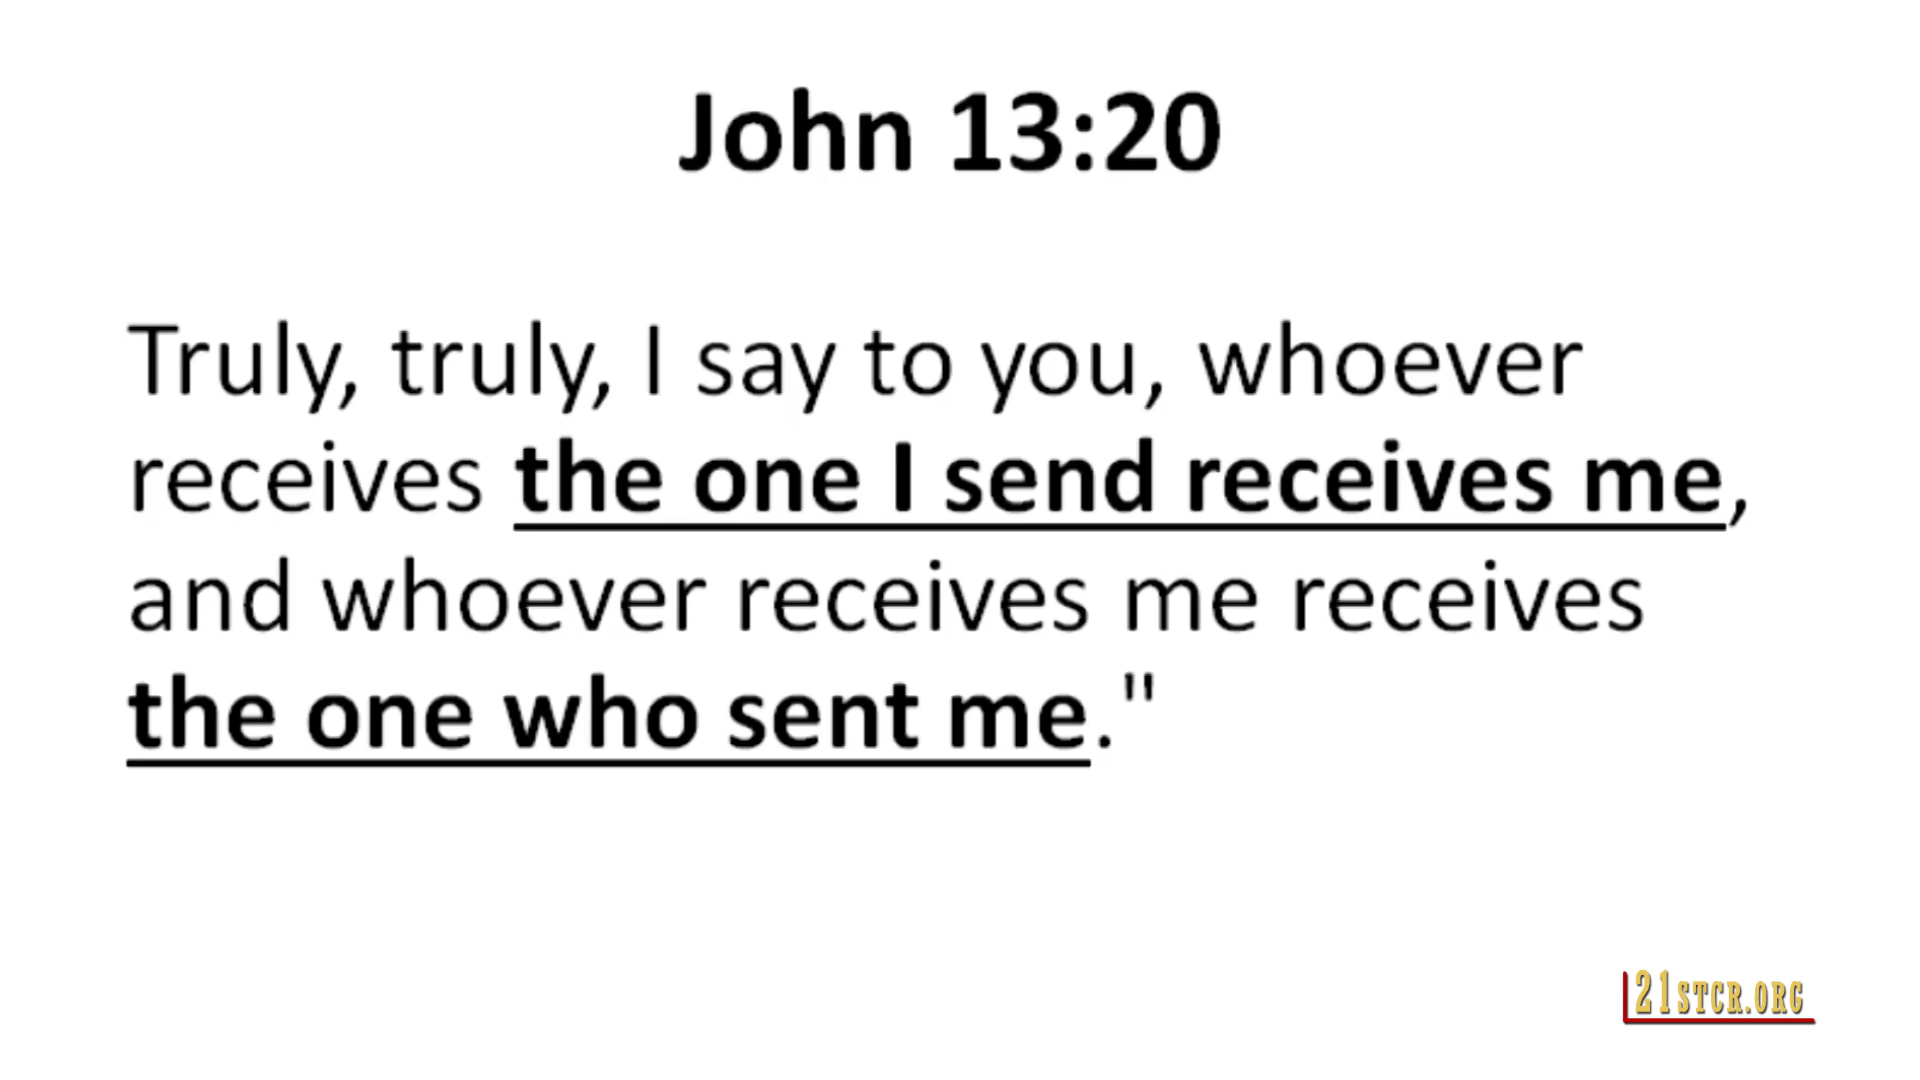 John 13:20
Truly, truly, I say to you, whoever
receives the one I send receives me,
and whoever receives me receives
the one who sent me."
21STCR.ORG